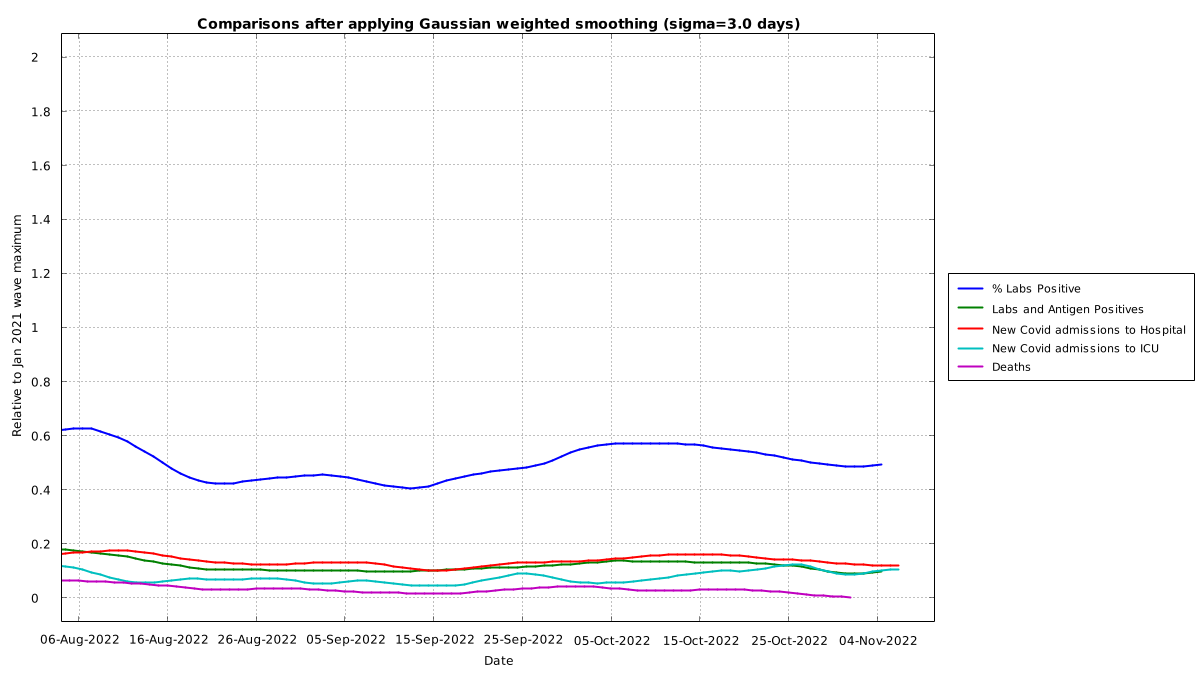 Comparisons after applying Gaussian weighted smoothing (sigma=3.0 days)
Relative to Jan 2021 wave maximum
2
1.8
1.6
1.4
1.2
1
0.8
0.6
0.4
0.2
0
06-Aug-2022 16-Aug-2022 26-Aug-2022 05-Sep-2022 15-Sep-2022 25-Sep-2022 05-Oct-2022 15-Oct-2022 25-Oct-2022 04-Nov-2022
Date
% Labs Positive
Labs and Antigen Positives
New Covid admissions to Hospital
New Covid admissions to ICU
Deaths